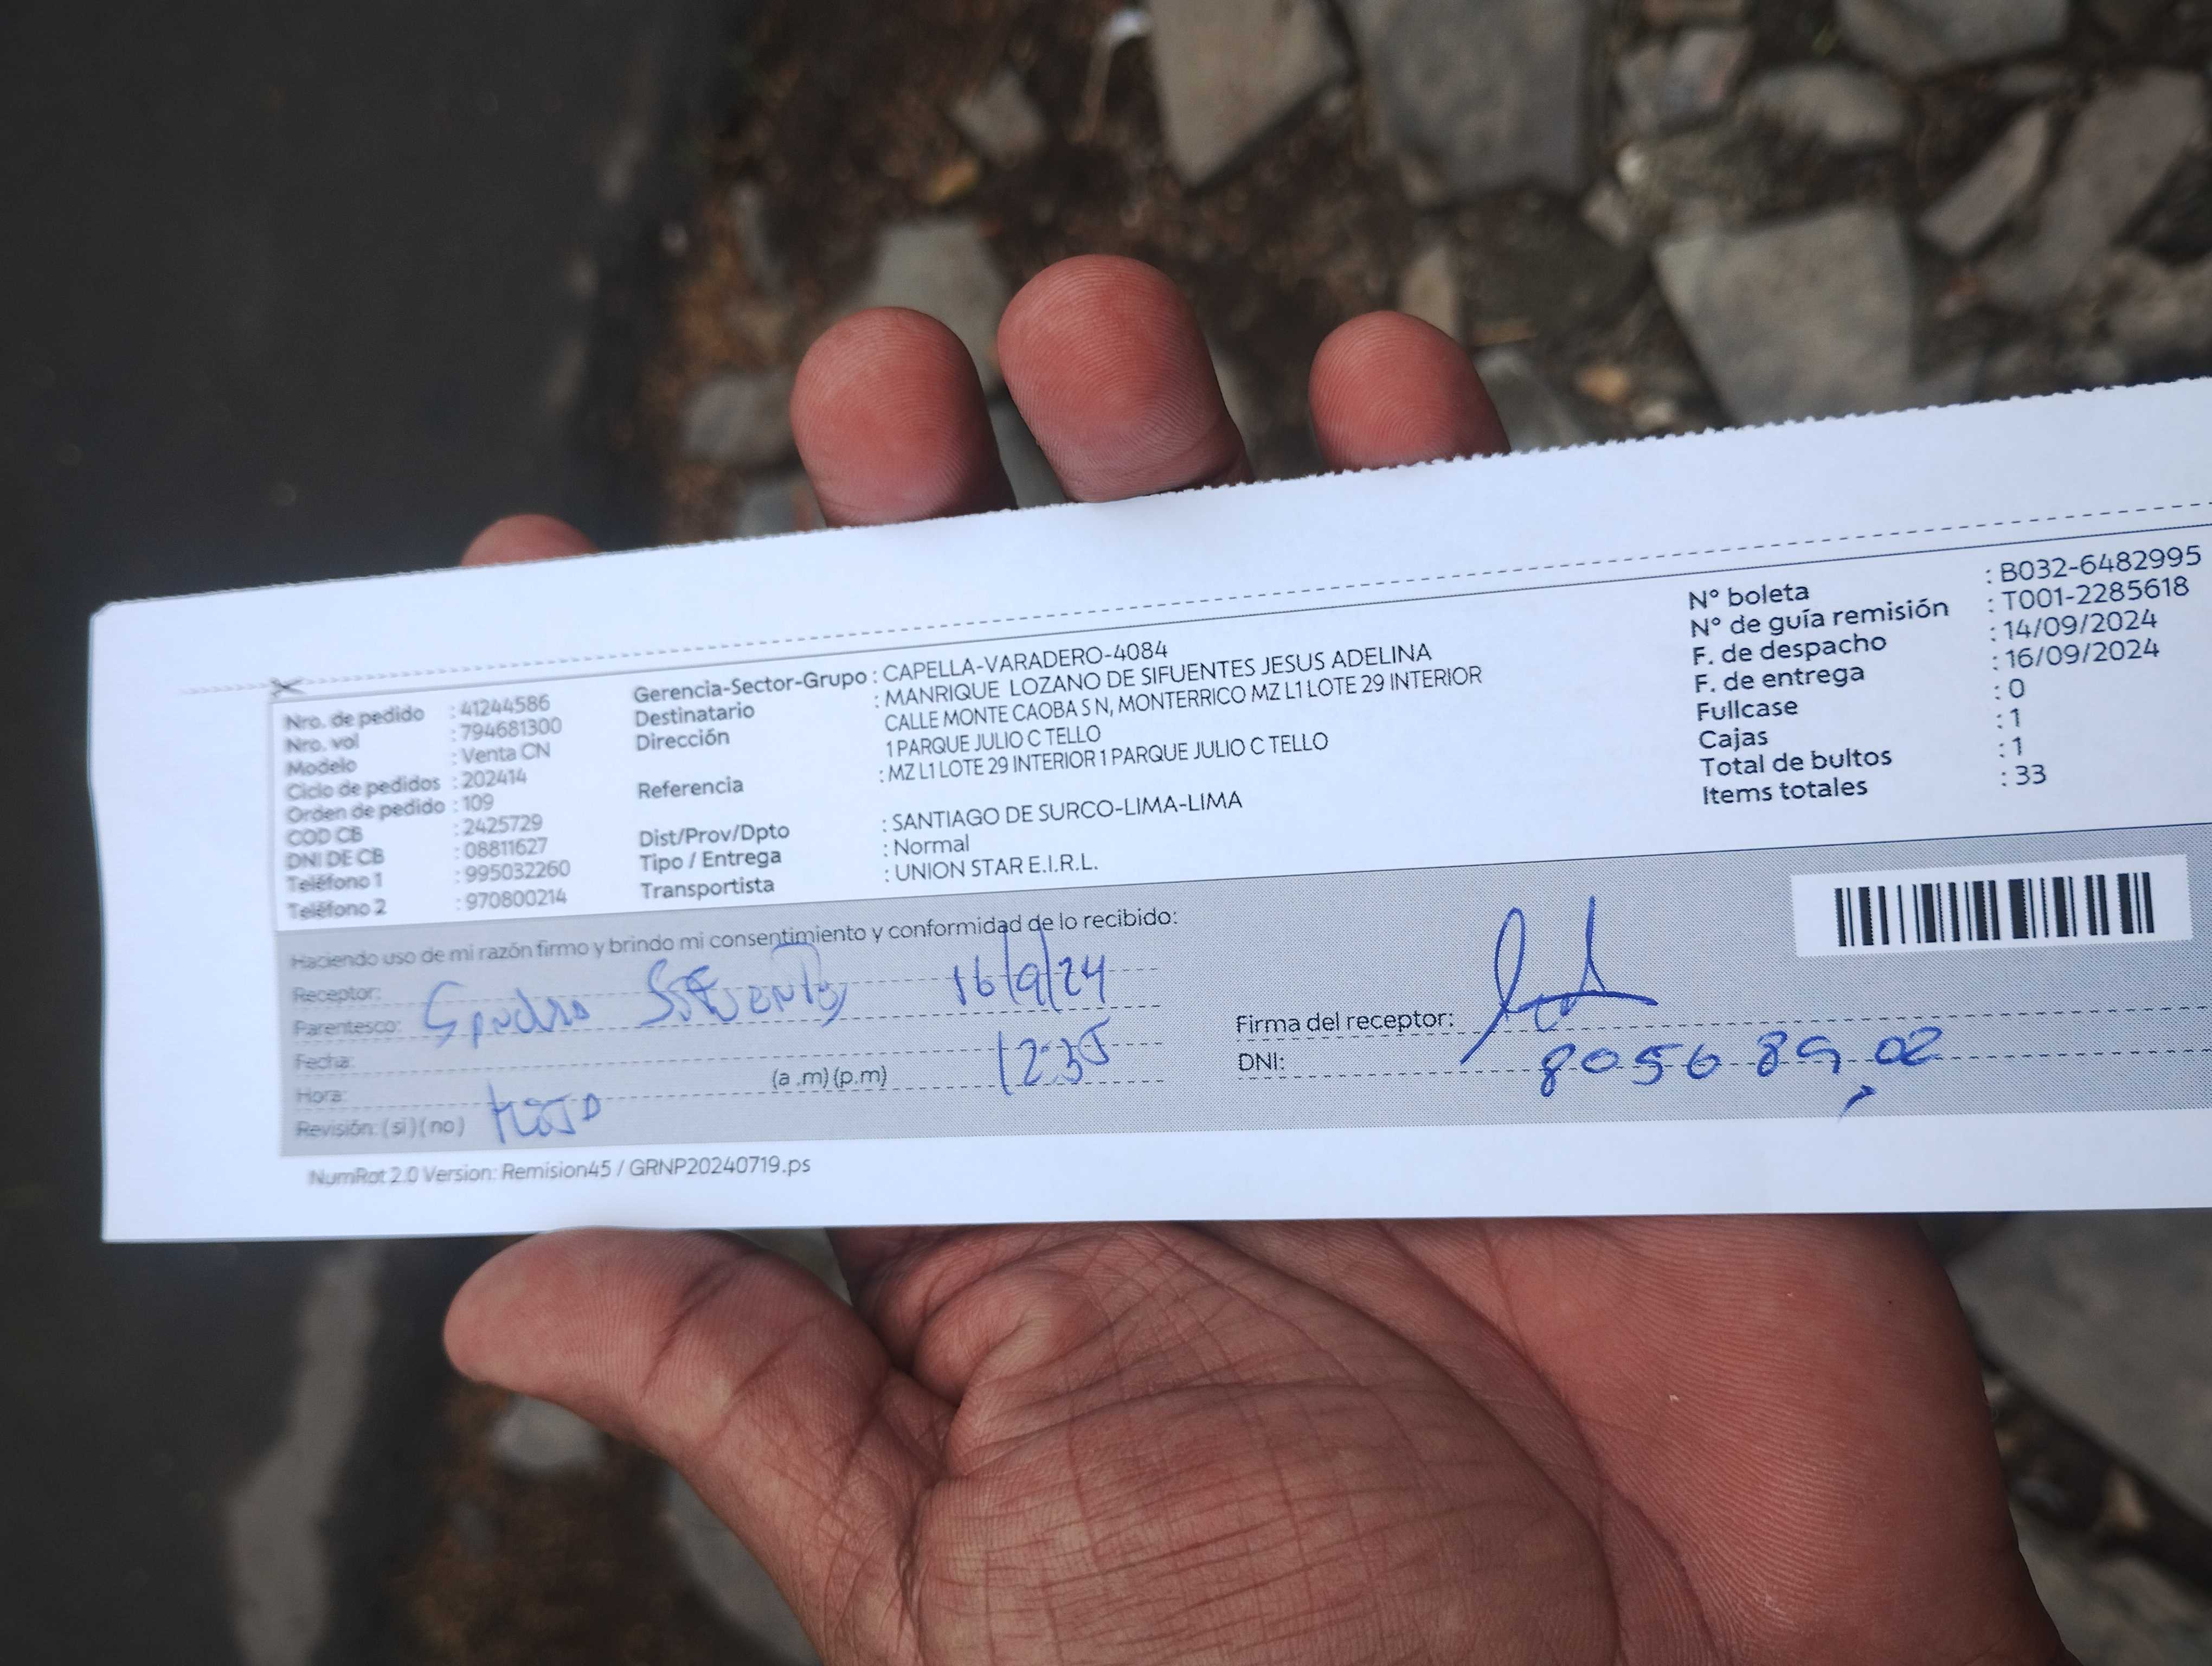 Nro. de pedido : 41244586
Nro. vol : 794681300
Modelo : Venta CN
Ciclo de pedidos : 202414
Orden de pedido : 109
COD CB : 2425729
DNI DE CB : 08811627
Teléfono 1 : 995032260
Teléfono 2 : 970800214
Gerencia-Sector-Grupo : CAPELLA-VARADERO-4084
Destinatario : MANRIQUE LOZANO DE SIFUENTES JESUS ADELINA
Dirección CALLE MONTE CAOBA S N, MONTERRICO MZ L1 LOTE 29 INTERIOR
1 PARQUE JULIO C TELLO
Referencia : MZ L1 LOTE 29 INTERIOR 1 PARQUE JULIO C TELLO
Dist/Prov/Dpto : SANTIAGO DE SURCO-LIMA-LIMA
Tipo / Entrega : Normal
Transportista : UNION STAR E.I.R.L.
N° boleta : B032-6482995
N° de guía remisión : T001-2285618
F. de despacho : 14/09/2024
F. de entrega : 16/09/2024
Fullcase : 0
Cajas : 1
Total de bultos : 1
Items totales : 33
Haciendo uso de mi razón firmo y brindo mi consentimiento y conformidad de lo recibido:
Receptor: 16/9/24
Parentesco:
Fecha:
Hora: (a .m) (p.m) 12:35
Revisión: (si) (no)
Firma del receptor:
DNI:
NumRot 2.0 Version: Remision45 / GRNP20240719.ps